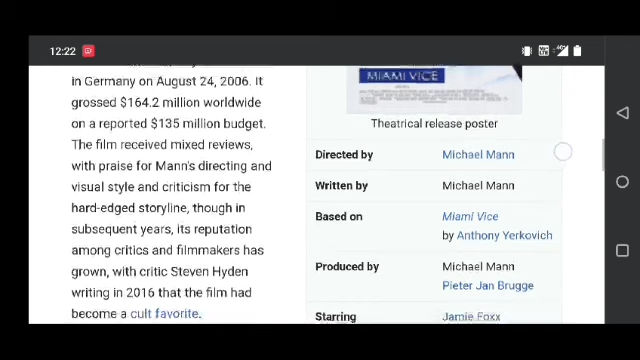 12:22
in Germany on August 24, 2006. It
grossed $164.2 million worldwide
on a reported $135 million budget.
The film received mixed reviews,
with praise for Mann's directing and
visual style and criticism for the
hard-edged storyline, though in
subsequent years, its reputation
among critics and filmmakers has
grown, with critic Steven Hyden
writing in 2016 that the film had
become a cult favorite.
MIAMI VICE
Theatrical release poster
Directed by Michael Mann
Written by Michael Mann
Based on Miami Vice
by Anthony Yerkovich
Produced by Michael Mann
Pieter Jan Brugge
Starring Jamie Foxx